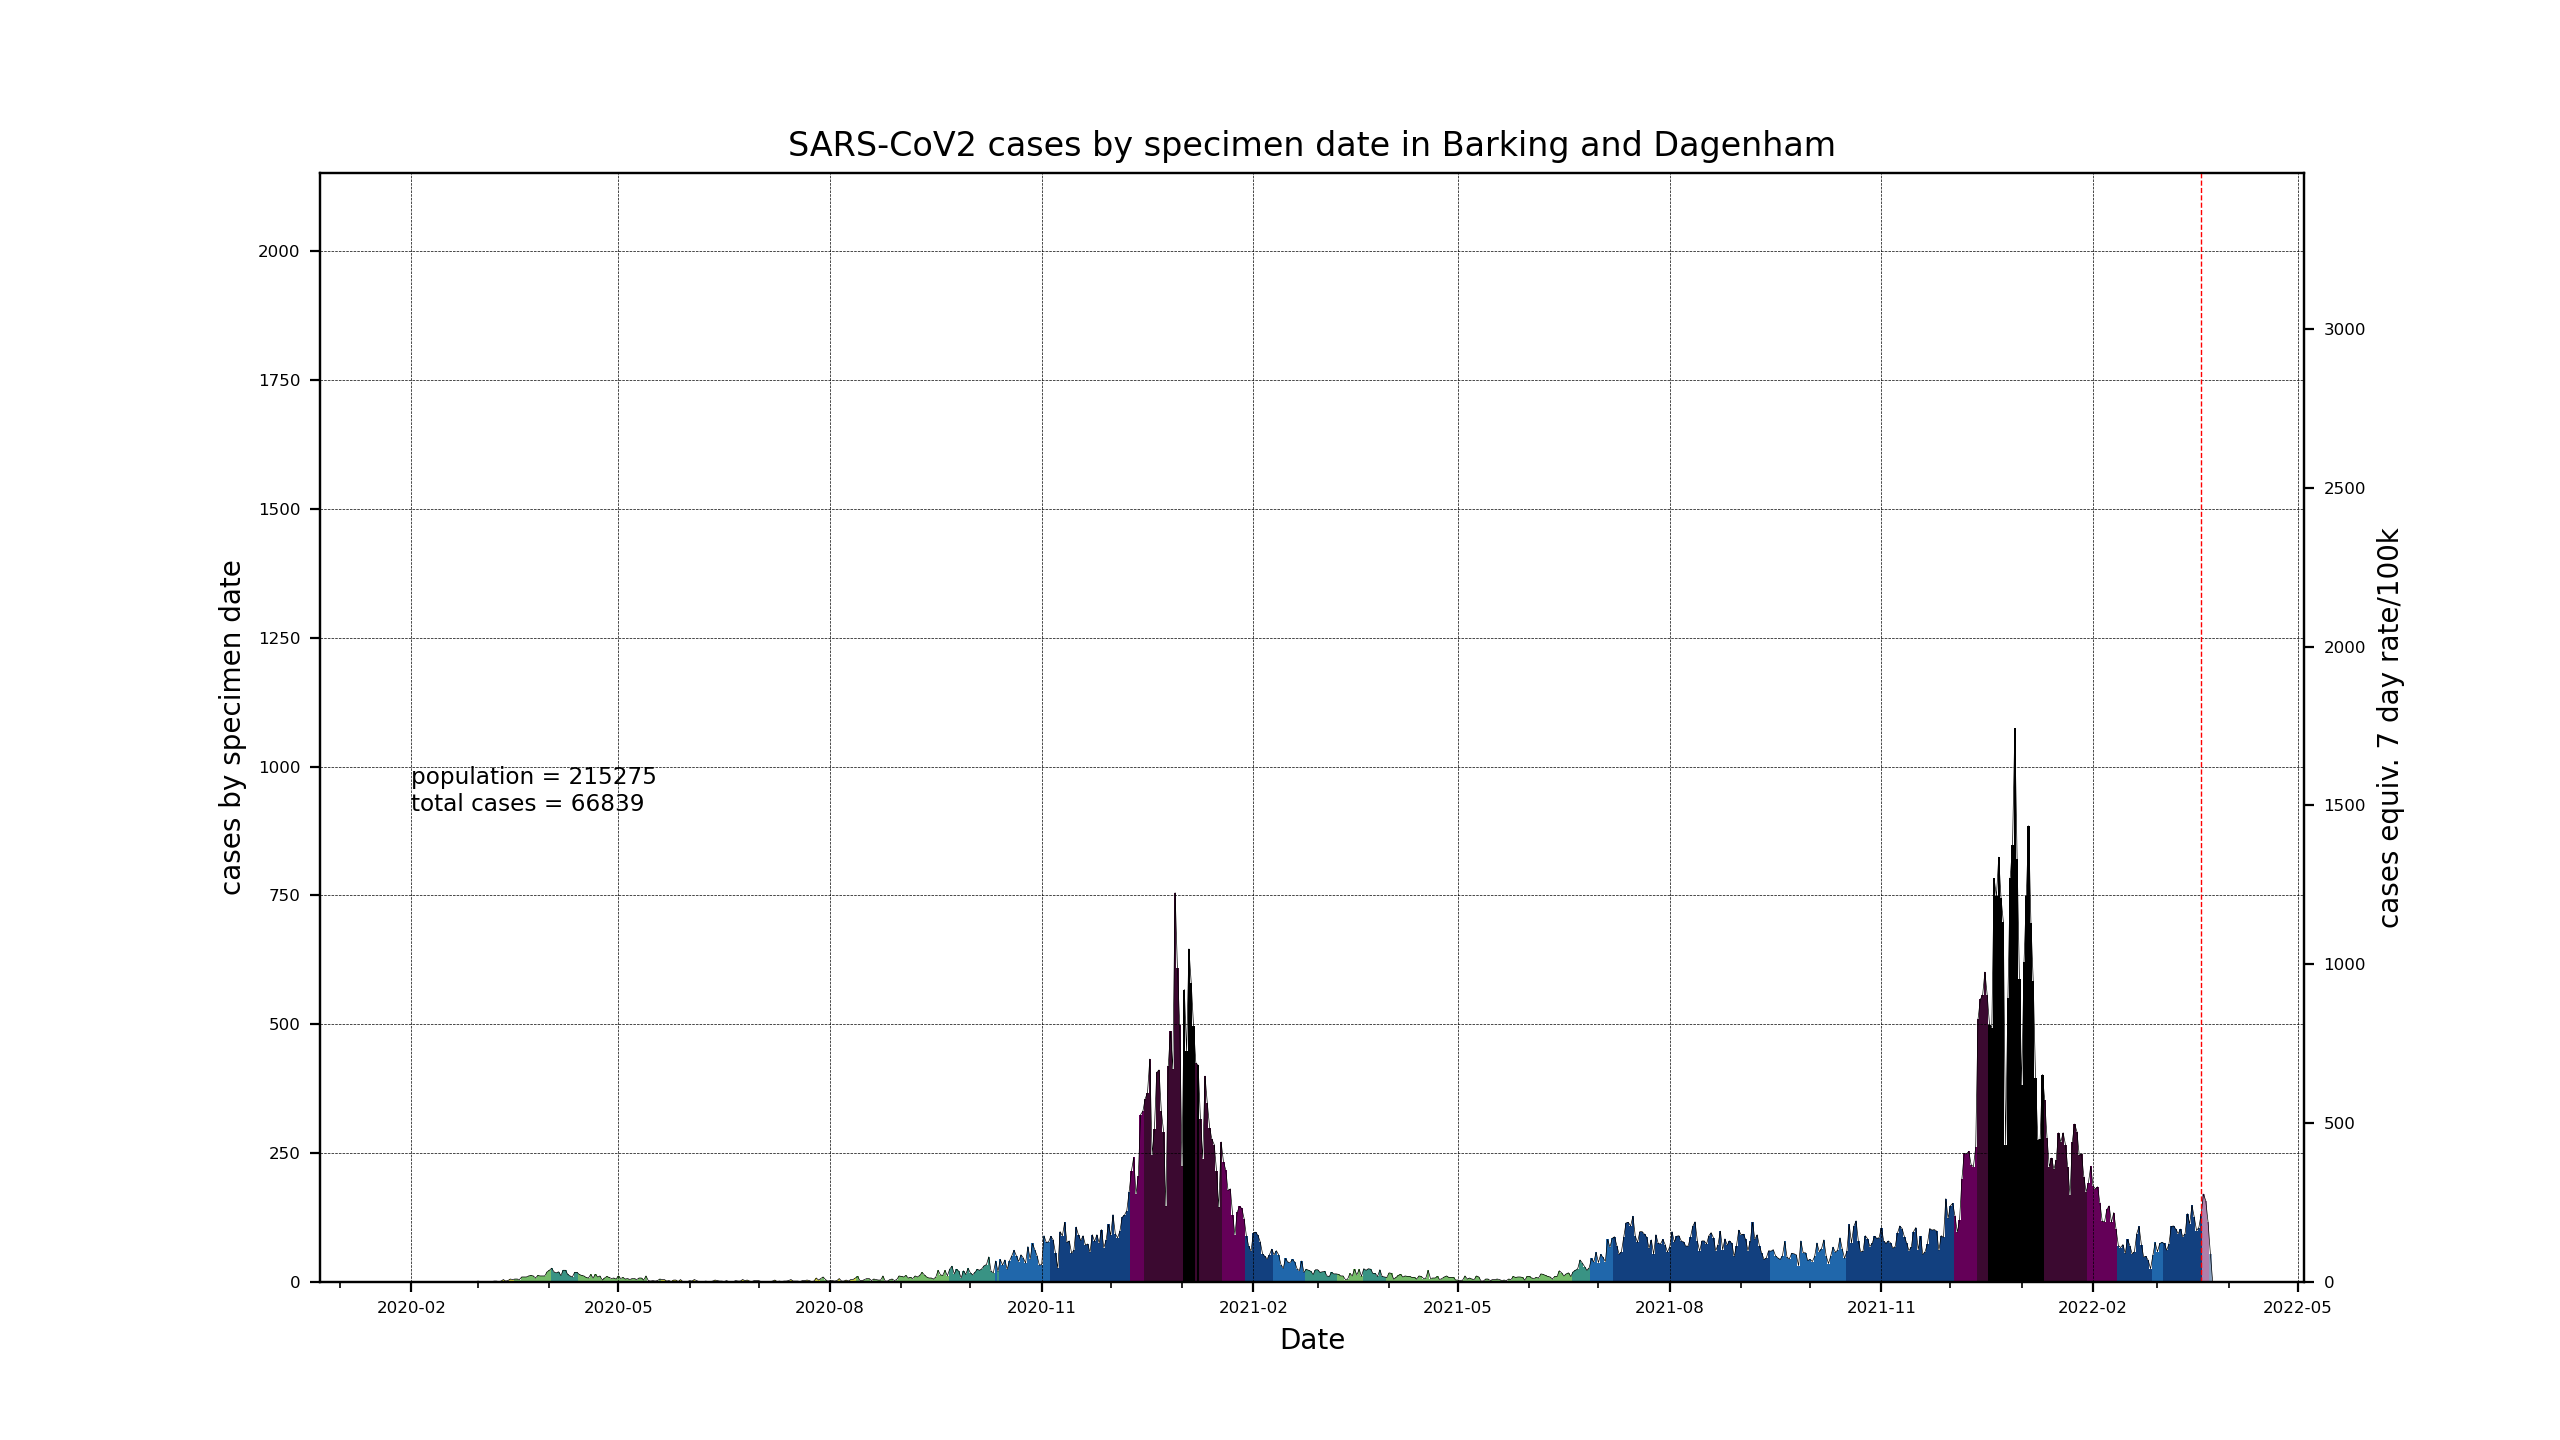 SARS-CoV2 cases by specimen date in Barking and Dagenham
cases by specimen date
2000
1750
1500
1250
1000
750
500
250
0
population = 215275
total cases = 66839
3000
2500
2000
1500
1000
500
0
cases equiv. 7 day rate/100k
2020-02 2020-05 2020-08 2020-11 2021-02 2021-05 2021-08 2021-11 2022-02 2022-05
Date